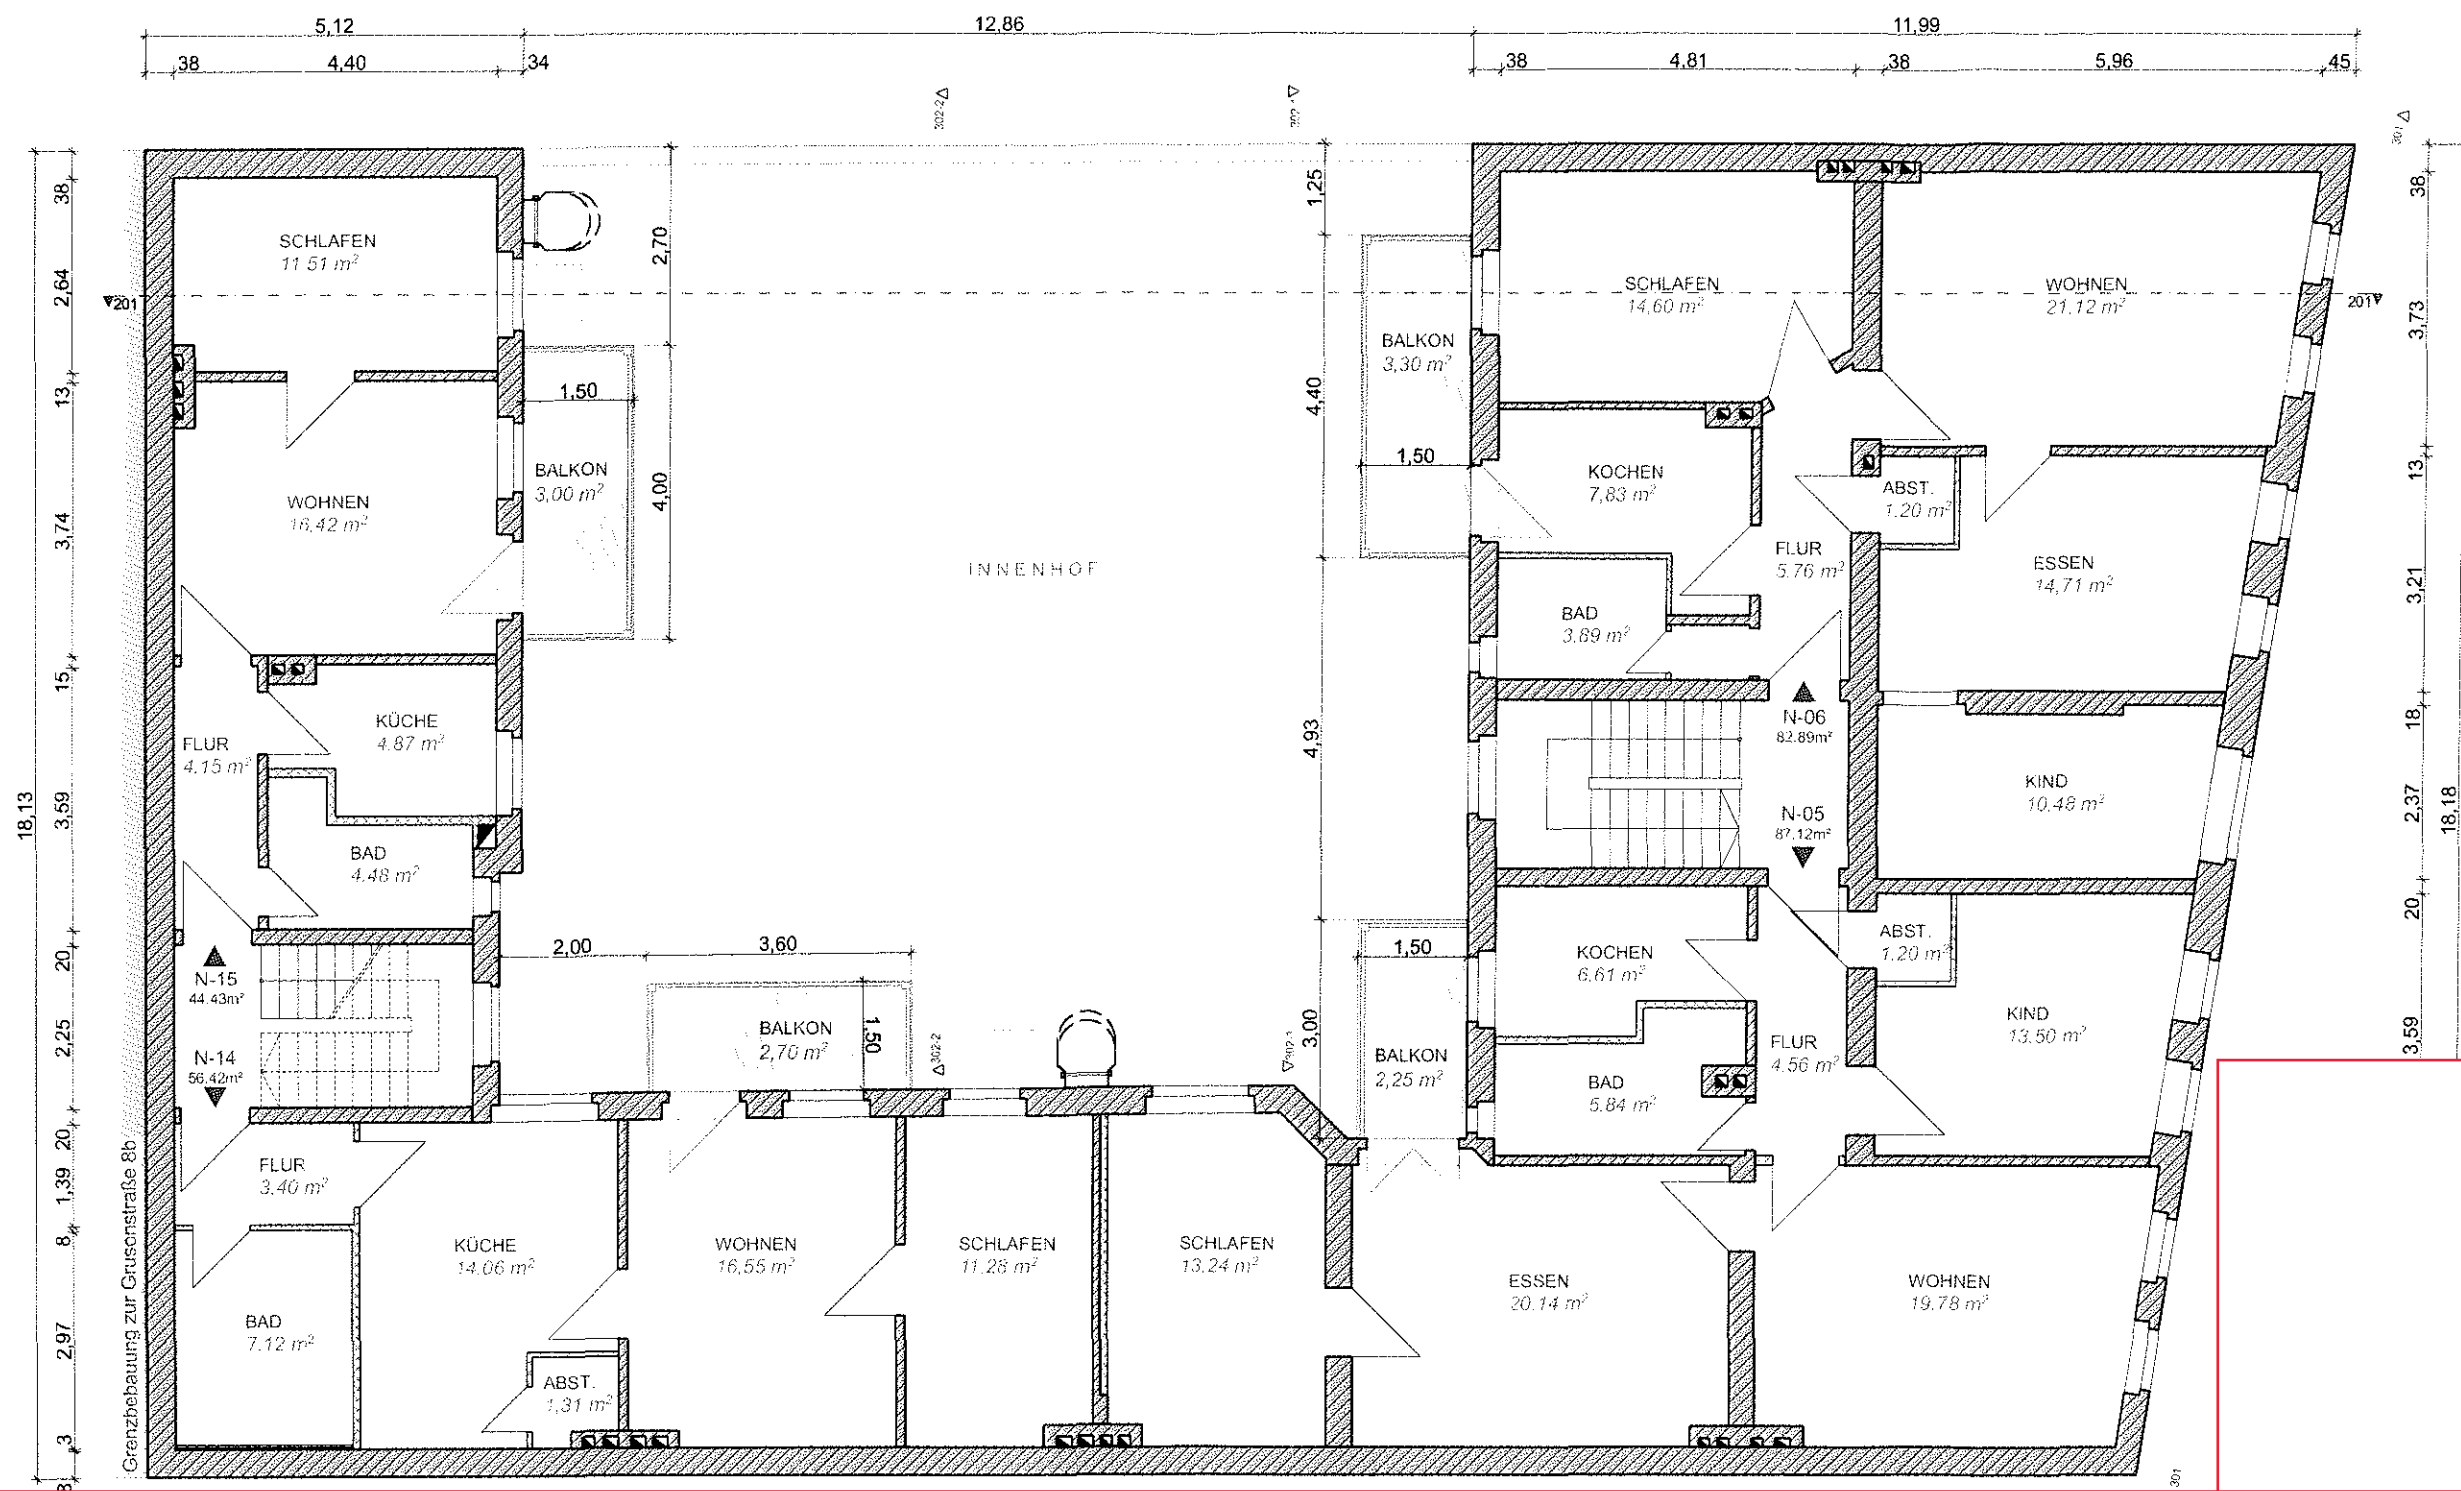 5,12
12,86
11,99
38
4,40
34
38
4,81
38
5,96
45
302-2
301
38
2,64
13
3,74
15
3,59
20
2,25
20
1,39
8
2,97
3
18,13
Grenzbebauung zur Grusonstraße 8b
201
SCHLAFEN
11.51 m²
WOHNEN
16,42 m²
BALKON
3,00 m²
1,50
2,70
4,00
KÜCHE
4.87 m²
FLUR
4.15 m²
BAD
4.48 m²
N-15
44.43m²
N-14
56.42m²
2,00
3,60
BALKON
2,70 m²
1,50
302-2
FLUR
3.40 m²
BAD
7.12 m²
KÜCHE
14.06 m²
ABST.
1,31 m²
WOHNEN
16,55 m²
SCHLAFEN
11.28 m²
SCHLAFEN
13.24 m²
INNENHOF
1,25
4,40
4,93
3,00
BALKON
3,30 m²
1,50
SCHLAFEN
14,60 m²
WOHNEN
21,12 m²
201
KOCHEN
7,83 m²
ABST.
1.20 m²
FLUR
5.76 m²
ESSEN
14,71 m²
BAD
3.89 m²
N-06
82.89m²
N-05
87.12m²
KIND
10,48 m²
1,50
BALKON
2,25 m²
KOCHEN
6.61 m²
ABST.
1.20 m²
FLUR
4.56 m²
KIND
13.50 m²
BAD
5.84 m²
ESSEN
20.14 m²
WOHNEN
19.78 m²
38
3,73
13
3,21
18
2,37
20
3,59
18,18
301